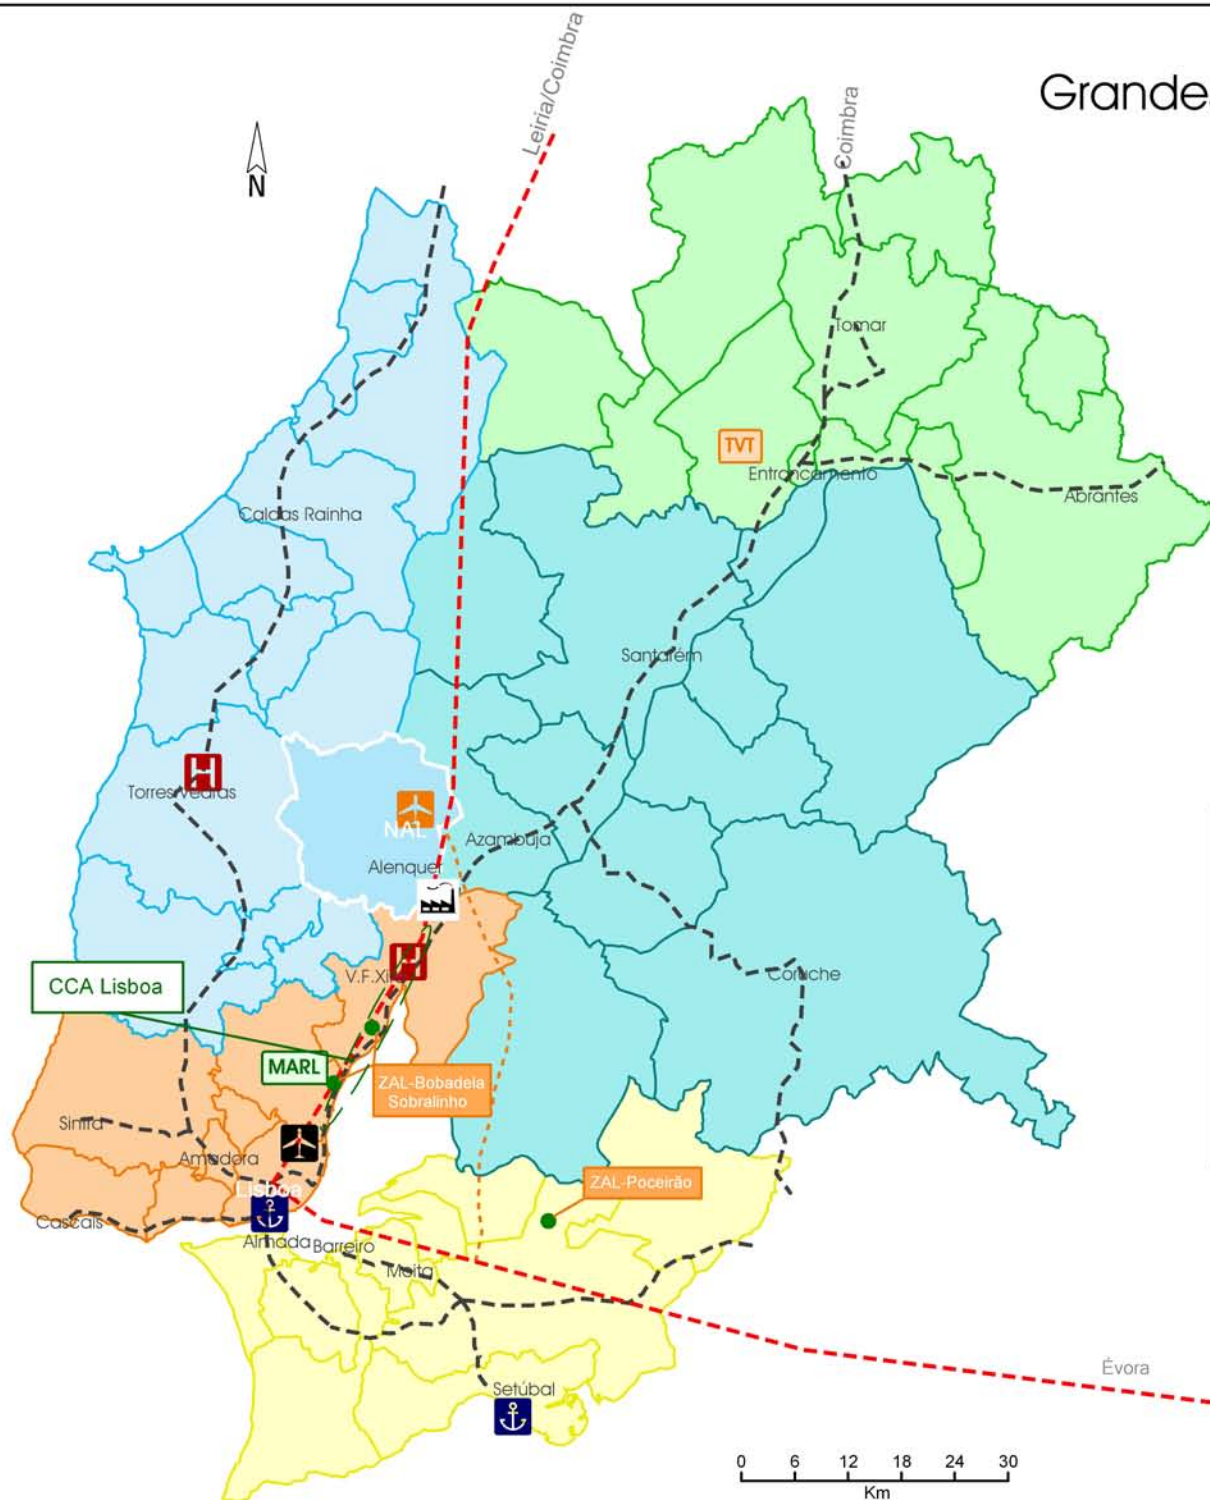 Grande
Leiria/Coimbra
Coimbra
N
Tomar
TVT
Entroncamento
Abrantes
Caldas Rainha
Santarém
H
Torres Vedras
NAL
Azambuja
Alenquer
H
V.F.Xira
Coruche
CCA Lisboa
MARL
ZAL-Bobadela
Sobralinho
Sintra
Amadora
Lisboa
ZAL-Poceirão
Cascais
Almada
Barreiro
Moita
Évora
Setúbal
0 6 12 18 24 30
Km